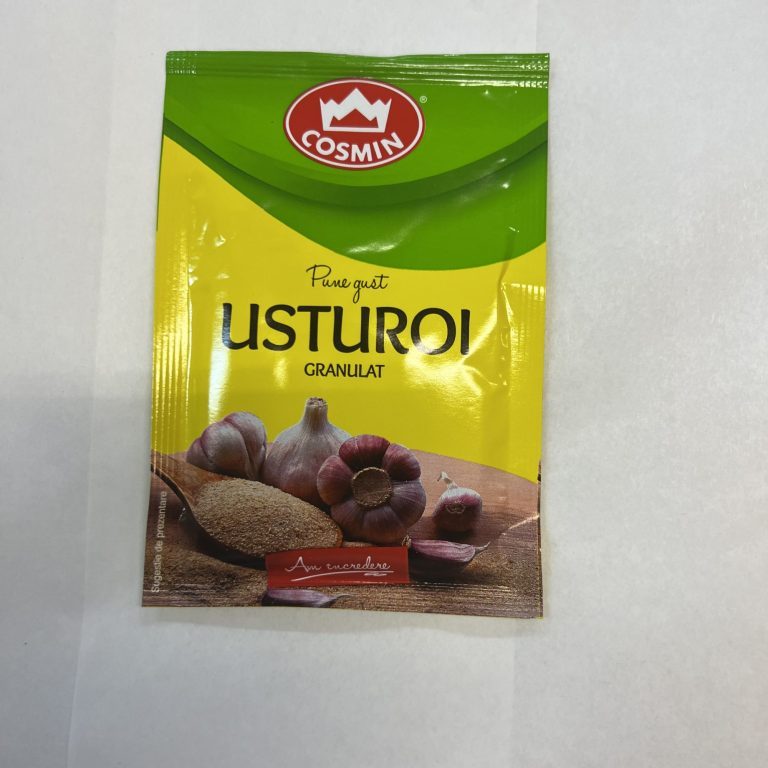 COSMIN
®
Pune gust
USTUROI
GRANULAT
Am încredere
Sugestie de prezentare